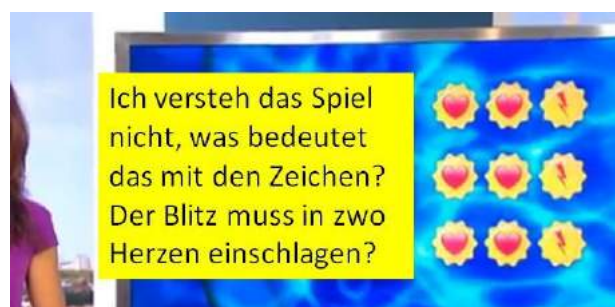 Ich versteh das Spiel
nicht, was bedeutet
das mit den Zeichen?
Der Blitz muss in zwo
Herzen einschlagen?